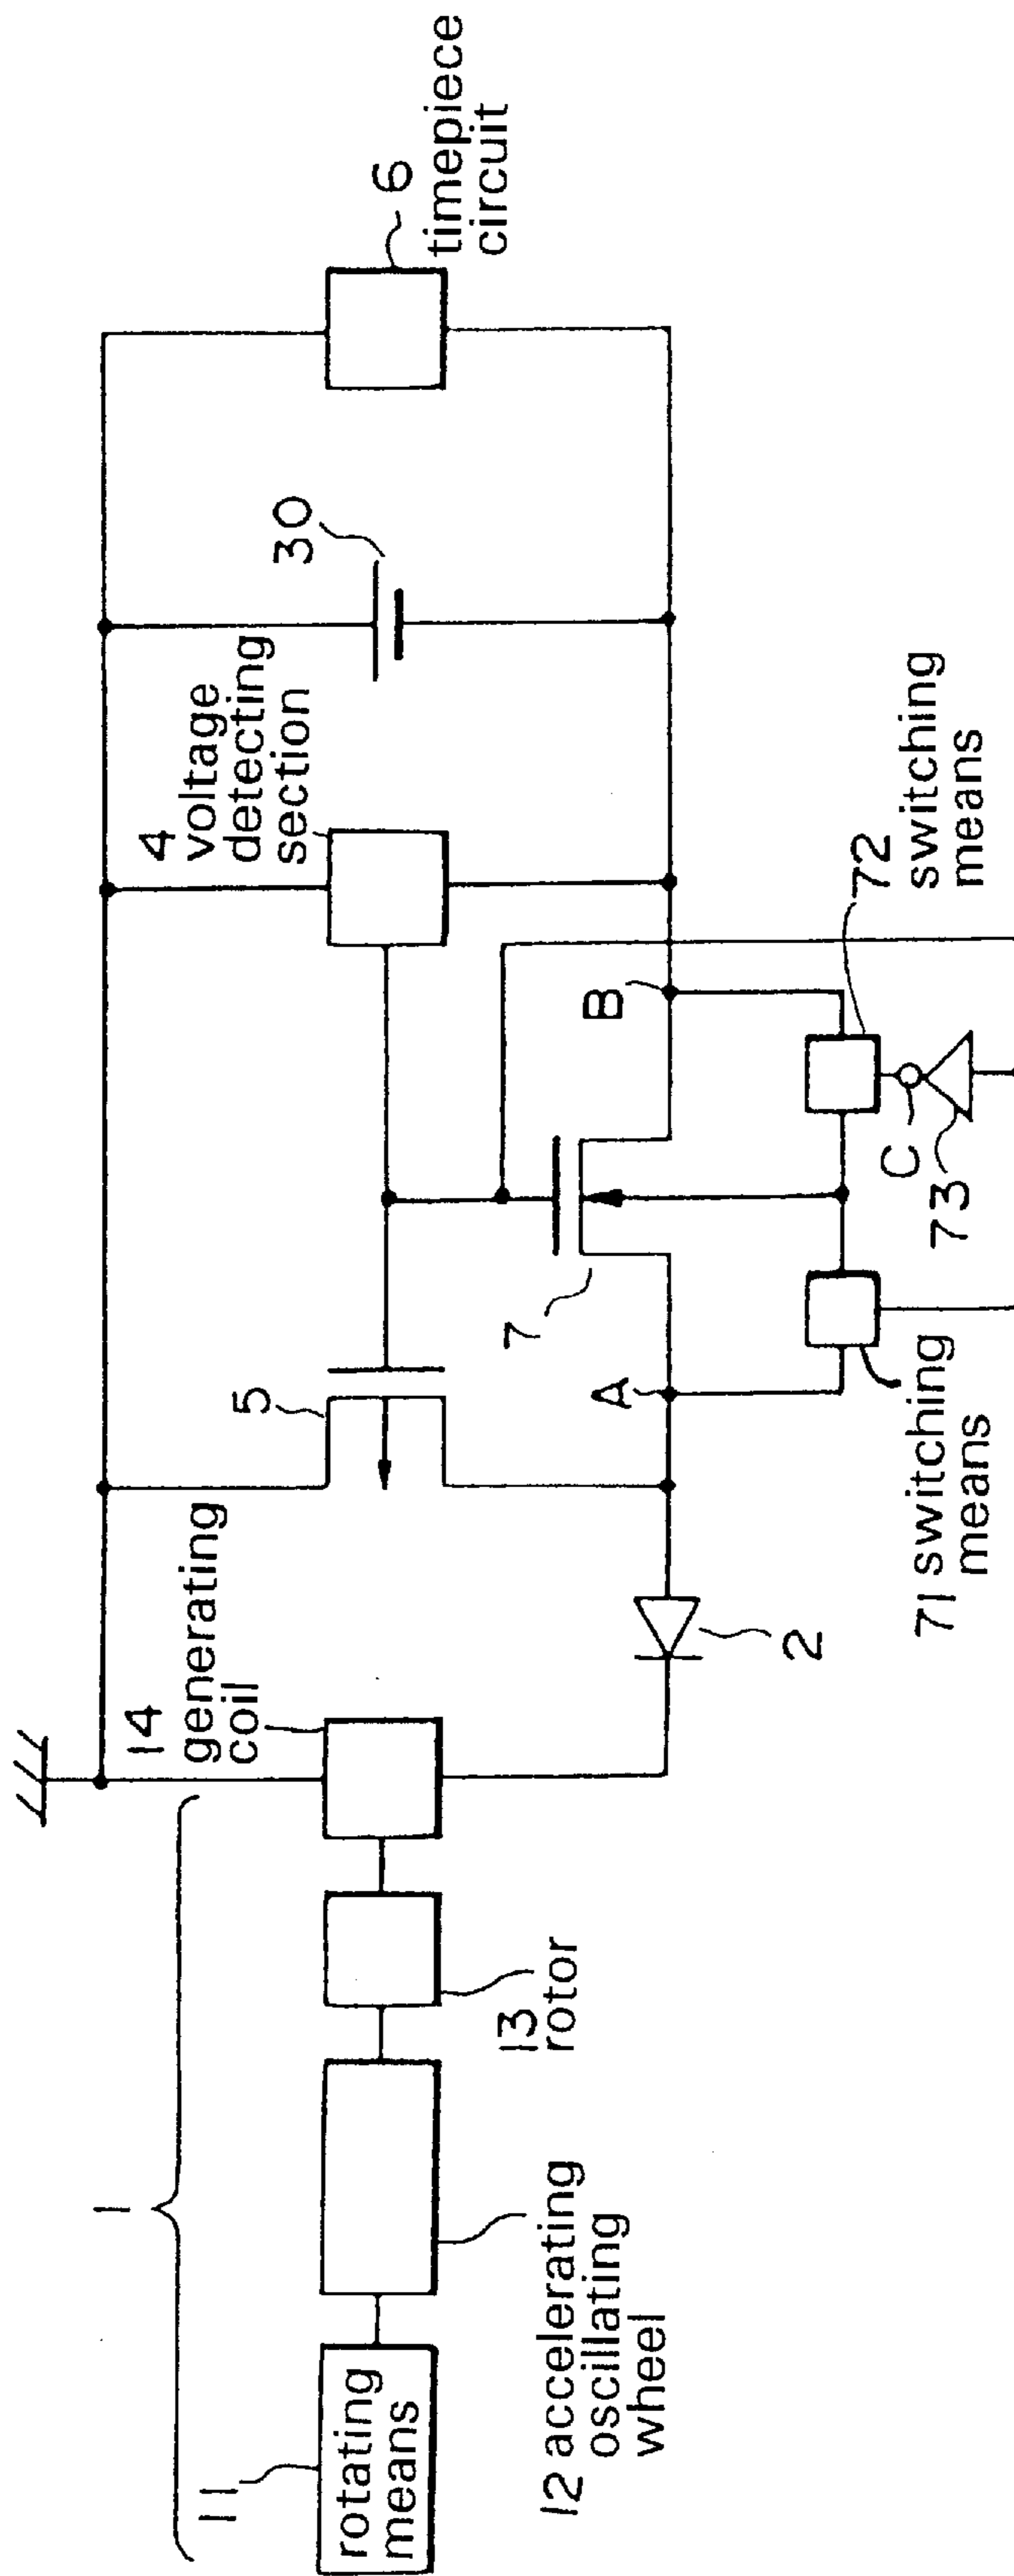 1
11
rotating
means
12 accelerating
oscillating
wheel
13
rotor
14
generating
coil
2
5
7
A
B
71 switching
means
C
73
72
switching
means
4
voltage
detecting
section
30
6
timepiece
circuit